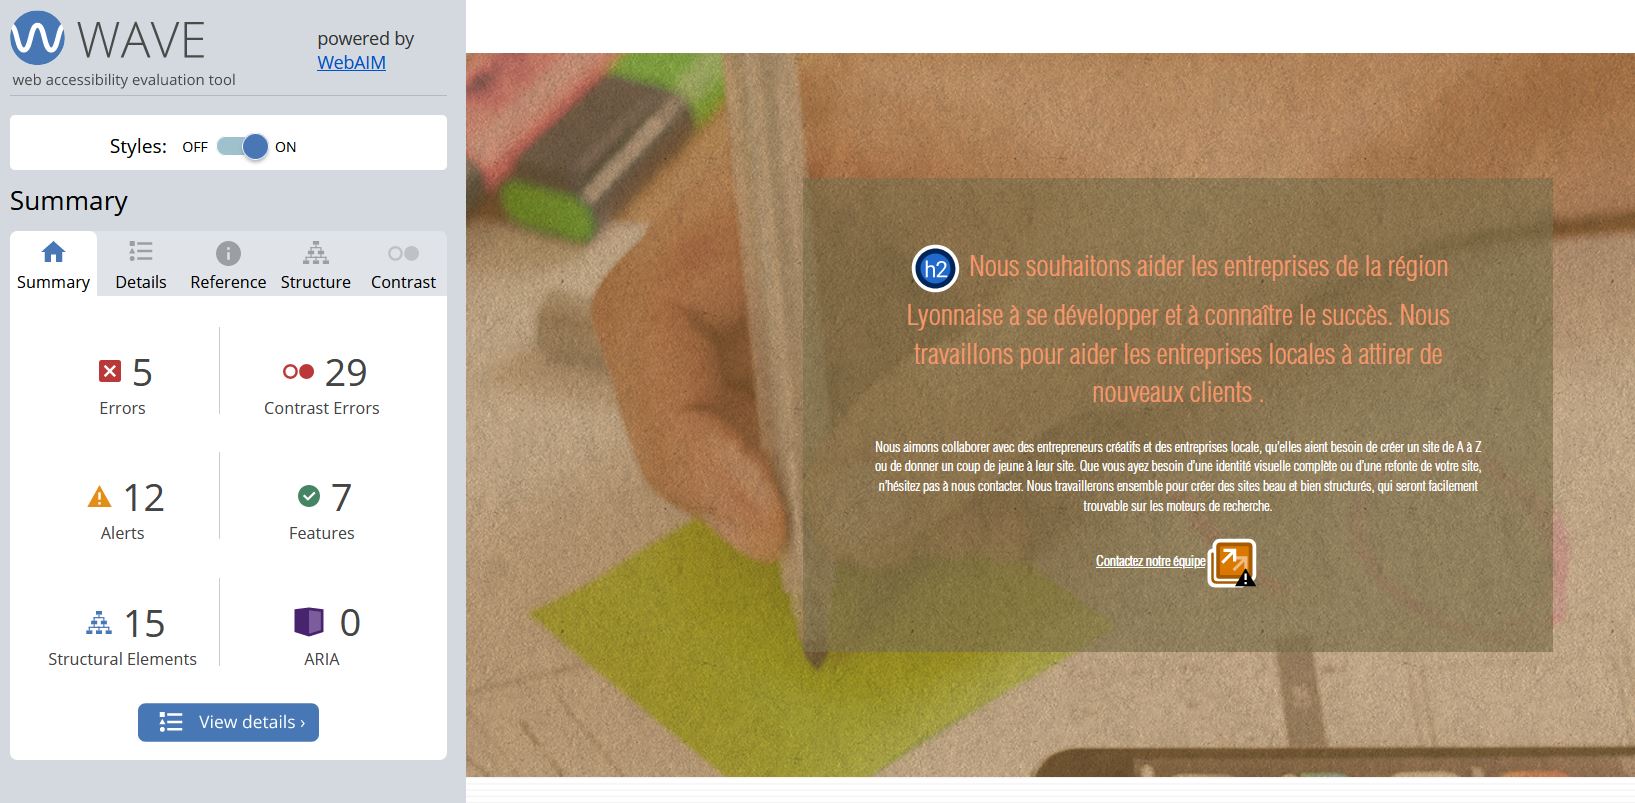 WAVE
powered by
WebAIM
web accessibility evaluation tool
Styles: OFF ON
Summary
Summary Details Reference Structure Contrast
5 29
Errors Contrast Errors
12 7
Alerts Features
15 0
Structural Elements ARIA
View details ›
h2 Nous souhaitons aider les entreprises de la région
Lyonnaise à se développer et à connaître le succès. Nous
travaillons pour aider les entreprises locales à attirer de
nouveaux clients .
Nous aimons collaborer avec des entrepreneurs créatifs et des entreprises locale, qu'elles aient besoin de créer un site de A à Z
ou de donner un coup de jeune à leur site. Que vous ayez besoin d'une identité visuelle complète ou d'une refonte de votre site,
n'hésitez pas à nous contacter. Nous travaillerons ensemble pour créer des sites beau et bien structurés, qui seront facilement
trouvable sur les moteurs de recherche.
Contactez notre équipe